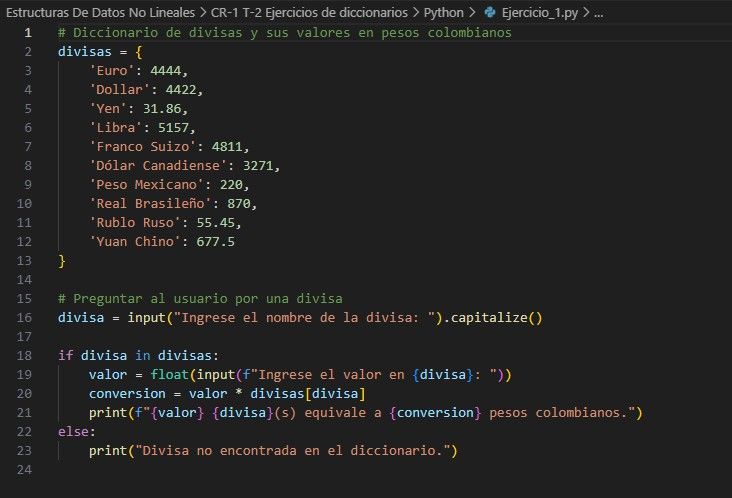 Estructuras De Datos No Lineales > CR-1 T-2 Ejercicios de diccionarios > Python > Ejercicio_1.py > ...
1 # Diccionario de divisas y sus valores en pesos colombianos
2 divisas = {
3     'Euro': 4444,
4     'Dollar': 4422,
5     'Yen': 31.86,
6     'Libra': 5157,
7     'Franco Suizo': 4811,
8     'Dólar Canadiense': 3271,
9     'Peso Mexicano': 220,
10     'Real Brasileño': 870,
11     'Rublo Ruso': 55.45,
12     'Yuan Chino': 677.5
13 }
14
15 # Preguntar al usuario por una divisa
16 divisa = input("Ingrese el nombre de la divisa: ").capitalize()
17
18 if divisa in divisas:
19     valor = float(input(f"Ingrese el valor en {divisa}: "))
20     conversion = valor * divisas[divisa]
21     print(f"{valor} {divisa}(s) equivale a {conversion} pesos colombianos.")
22 else:
23     print("Divisa no encontrada en el diccionario.")
24